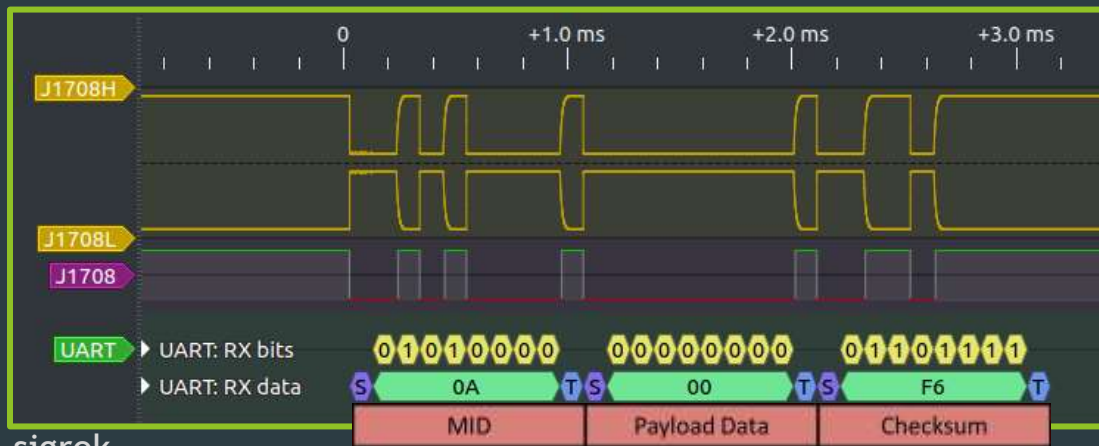 0 +1.0 ms +2.0 ms +3.0 ms
J1708H
J1708L
J1708
UART UART: RX bits 0 1 0 1 0 0 0 0 0 0 0 0 0 0 0 0 0 1 1 0 1 1 1 1
UART: RX data S 0A T S 00 T S F6 T
MID Payload Data Checksum
sigrok